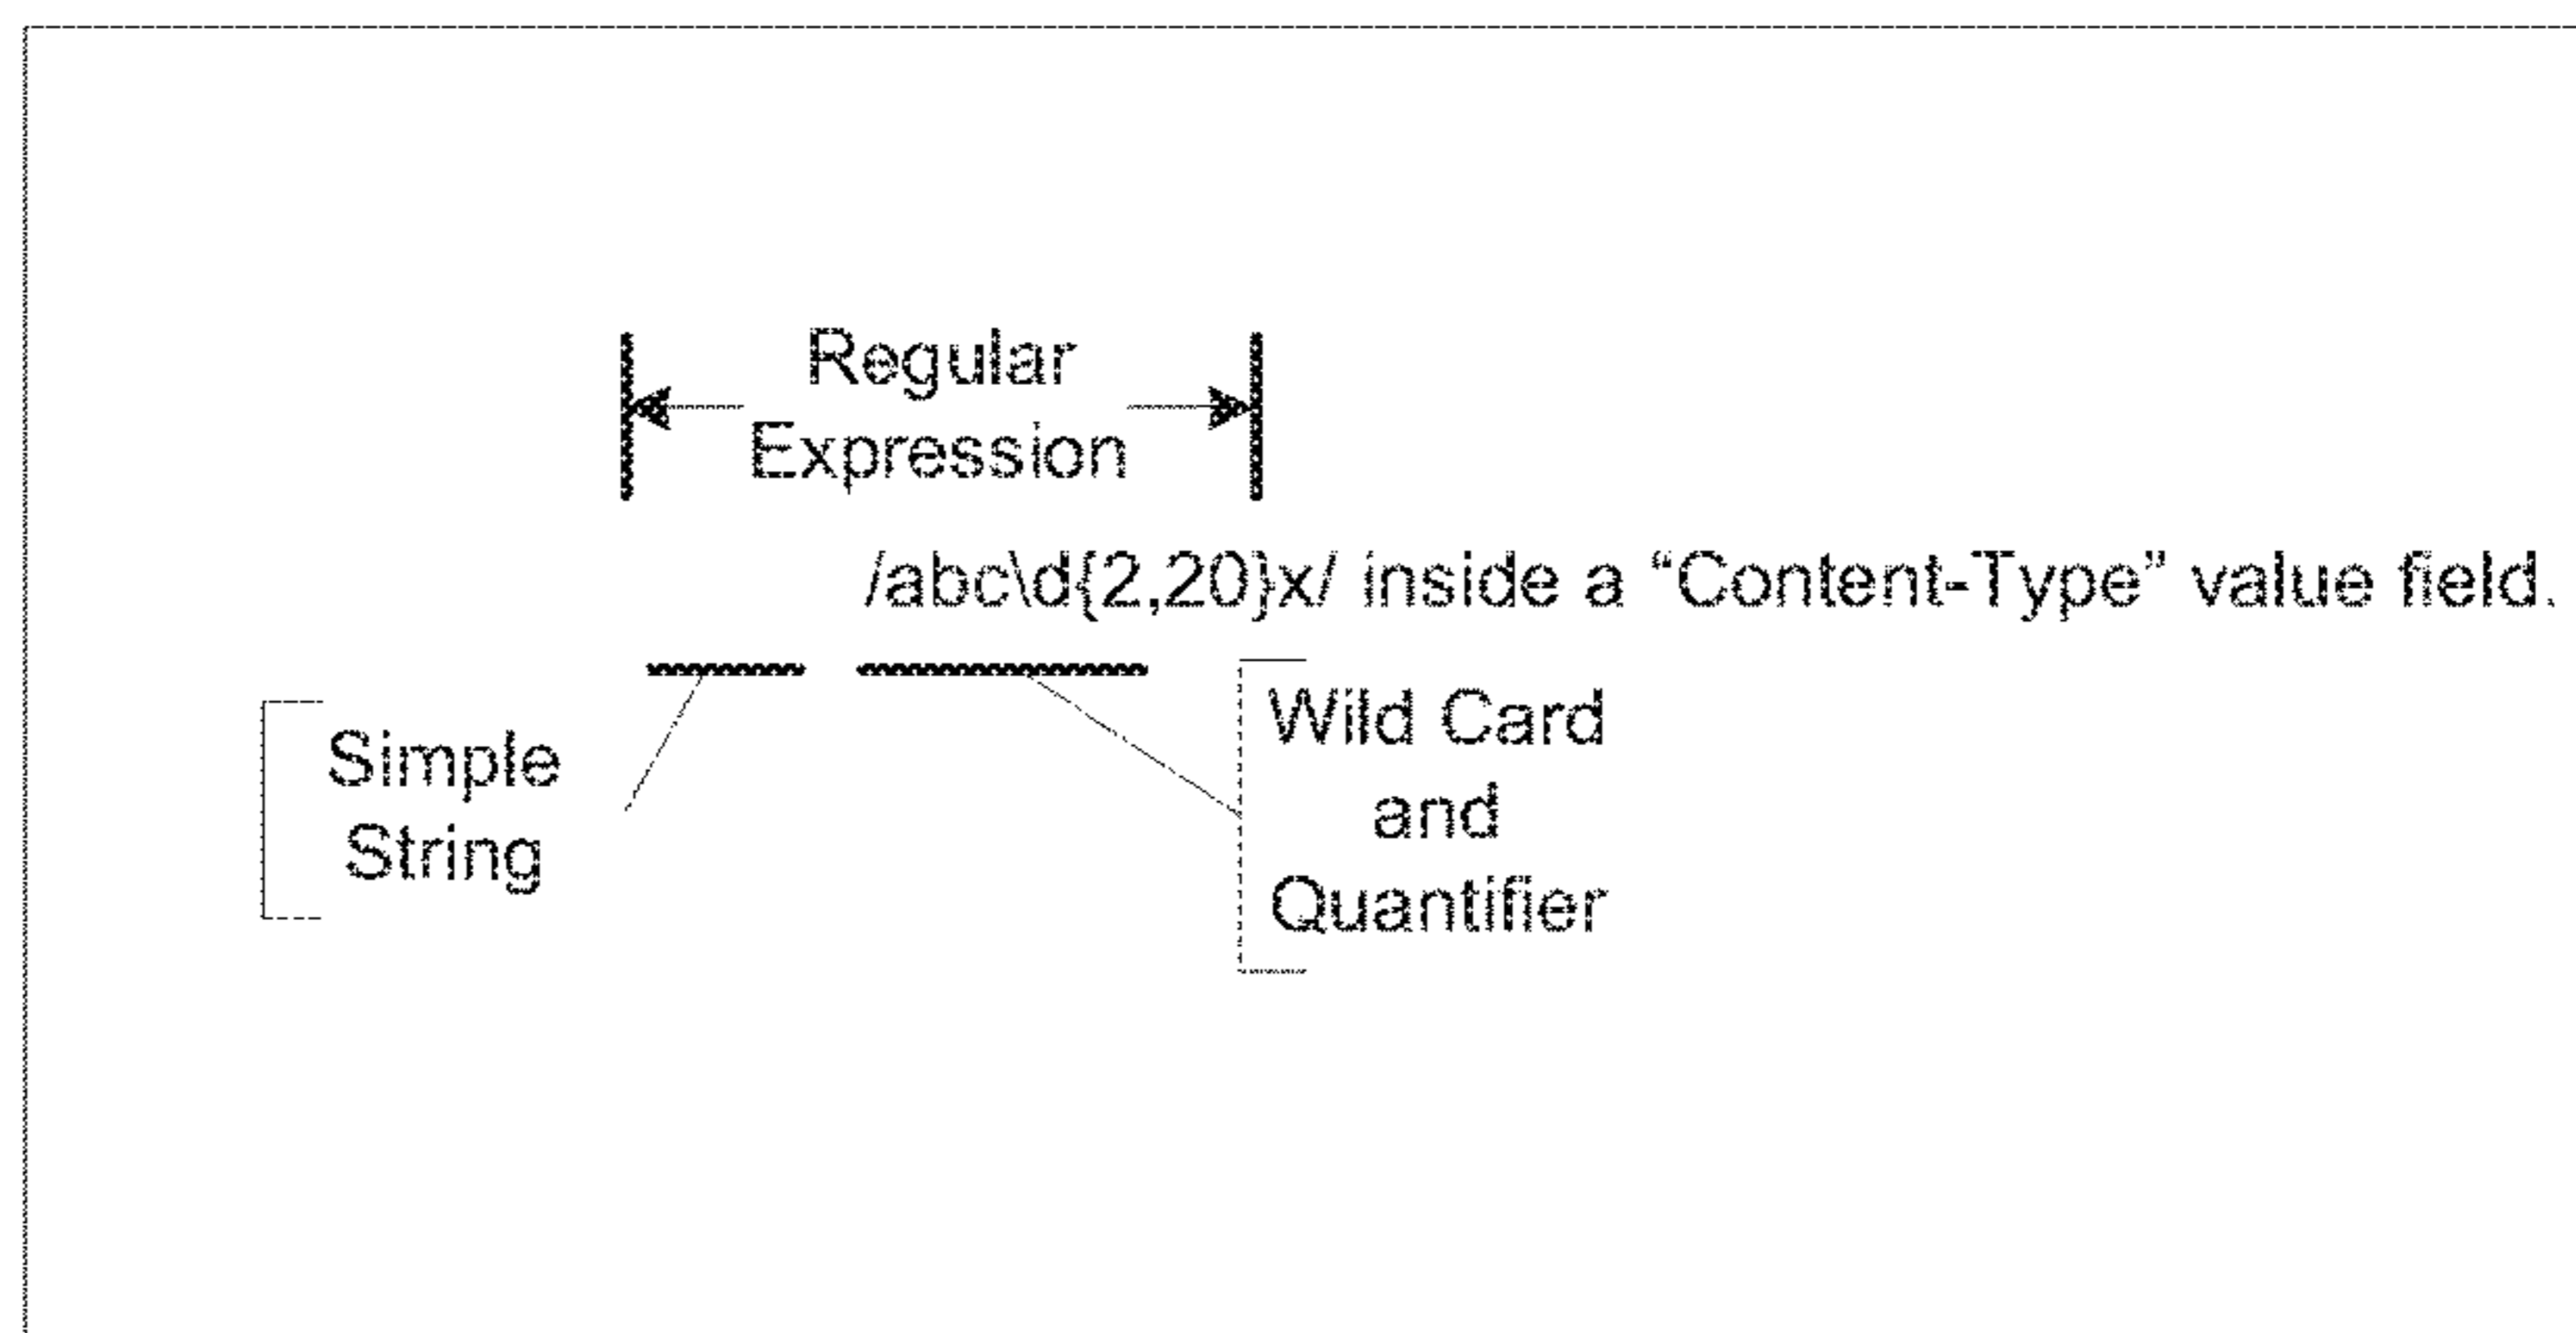 Regular
Expression
/abc\d{2,20}x/ inside a “Content-Type” value field.
Simple
String
Wild Card
and
Quantifier